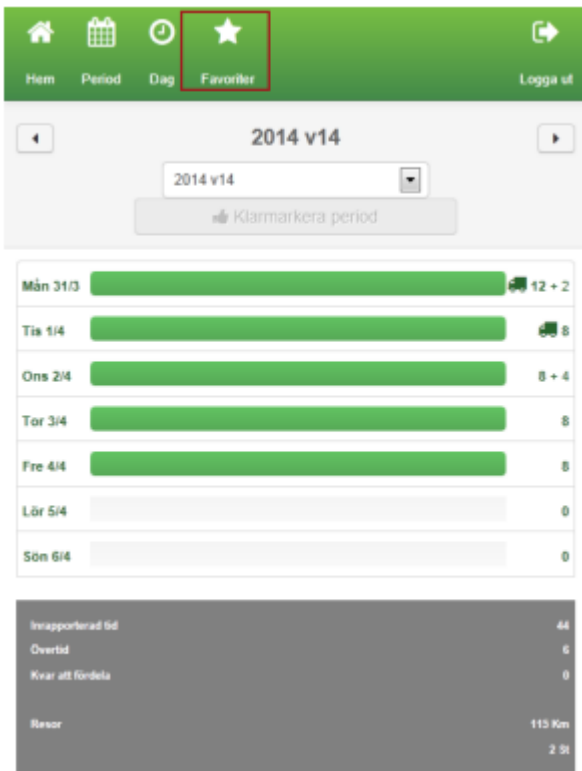 Hem Period Dag Favoriter Logga ut
2014 v14
2014 v14
Klarmarkera period
Mån 31/3 12 + 2
Tis 1/4 8
Ons 2/4 8 + 4
Tor 3/4 8
Fre 4/4 8
Lör 5/4 0
Sön 6/4 0
Inrapporterad tid 44
Övertid 6
Kvar att fördela 0
Resor 115 Km
2 St